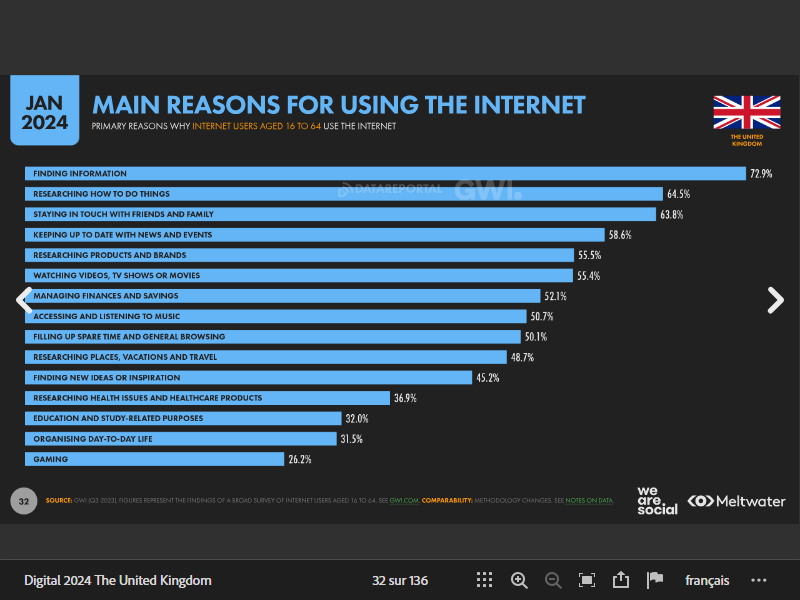 JAN
2024
MAIN REASONS FOR USING THE INTERNET
PRIMARY REASONS WHY INTERNET USERS AGED 16 TO 64 USE THE INTERNET
THE UNITED
KINGDOM
FINDING INFORMATION 72.9%
DATAREPORTAL GWI.
RESEARCHING HOW TO DO THINGS 64.5%
STAYING IN TOUCH WITH FRIENDS AND FAMILY 63.8%
KEEPING UP TO DATE WITH NEWS AND EVENTS 58.6%
RESEARCHING PRODUCTS AND BRANDS 55.5%
WATCHING VIDEOS, TV SHOWS OR MOVIES 55.4%
MANAGING FINANCES AND SAVINGS 52.1%
ACCESSING AND LISTENING TO MUSIC 50.7%
FILLING UP SPARE TIME AND GENERAL BROWSING 50.1%
RESEARCHING PLACES, VACATIONS AND TRAVEL 48.7%
FINDING NEW IDEAS OR INSPIRATION 45.2%
RESEARCHING HEALTH ISSUES AND HEALTHCARE PRODUCTS 36.9%
EDUCATION AND STUDY-RELATED PURPOSES 32.0%
ORGANISING DAY-TO-DAY LIFE 31.5%
GAMING 26.2%
32
SOURCE: GWI (Q3 2023). FIGURES REPRESENT THE FINDINGS OF A BROAD SURVEY OF INTERNET USERS AGED 16 TO 64. SEE GWI.COM. COMPARABILITY: METHODOLOGY CHANGES. SEE NOTES ON DATA.
we
are.
social
Meltwater
Digital 2024 The United Kingdom
32 sur 136
français